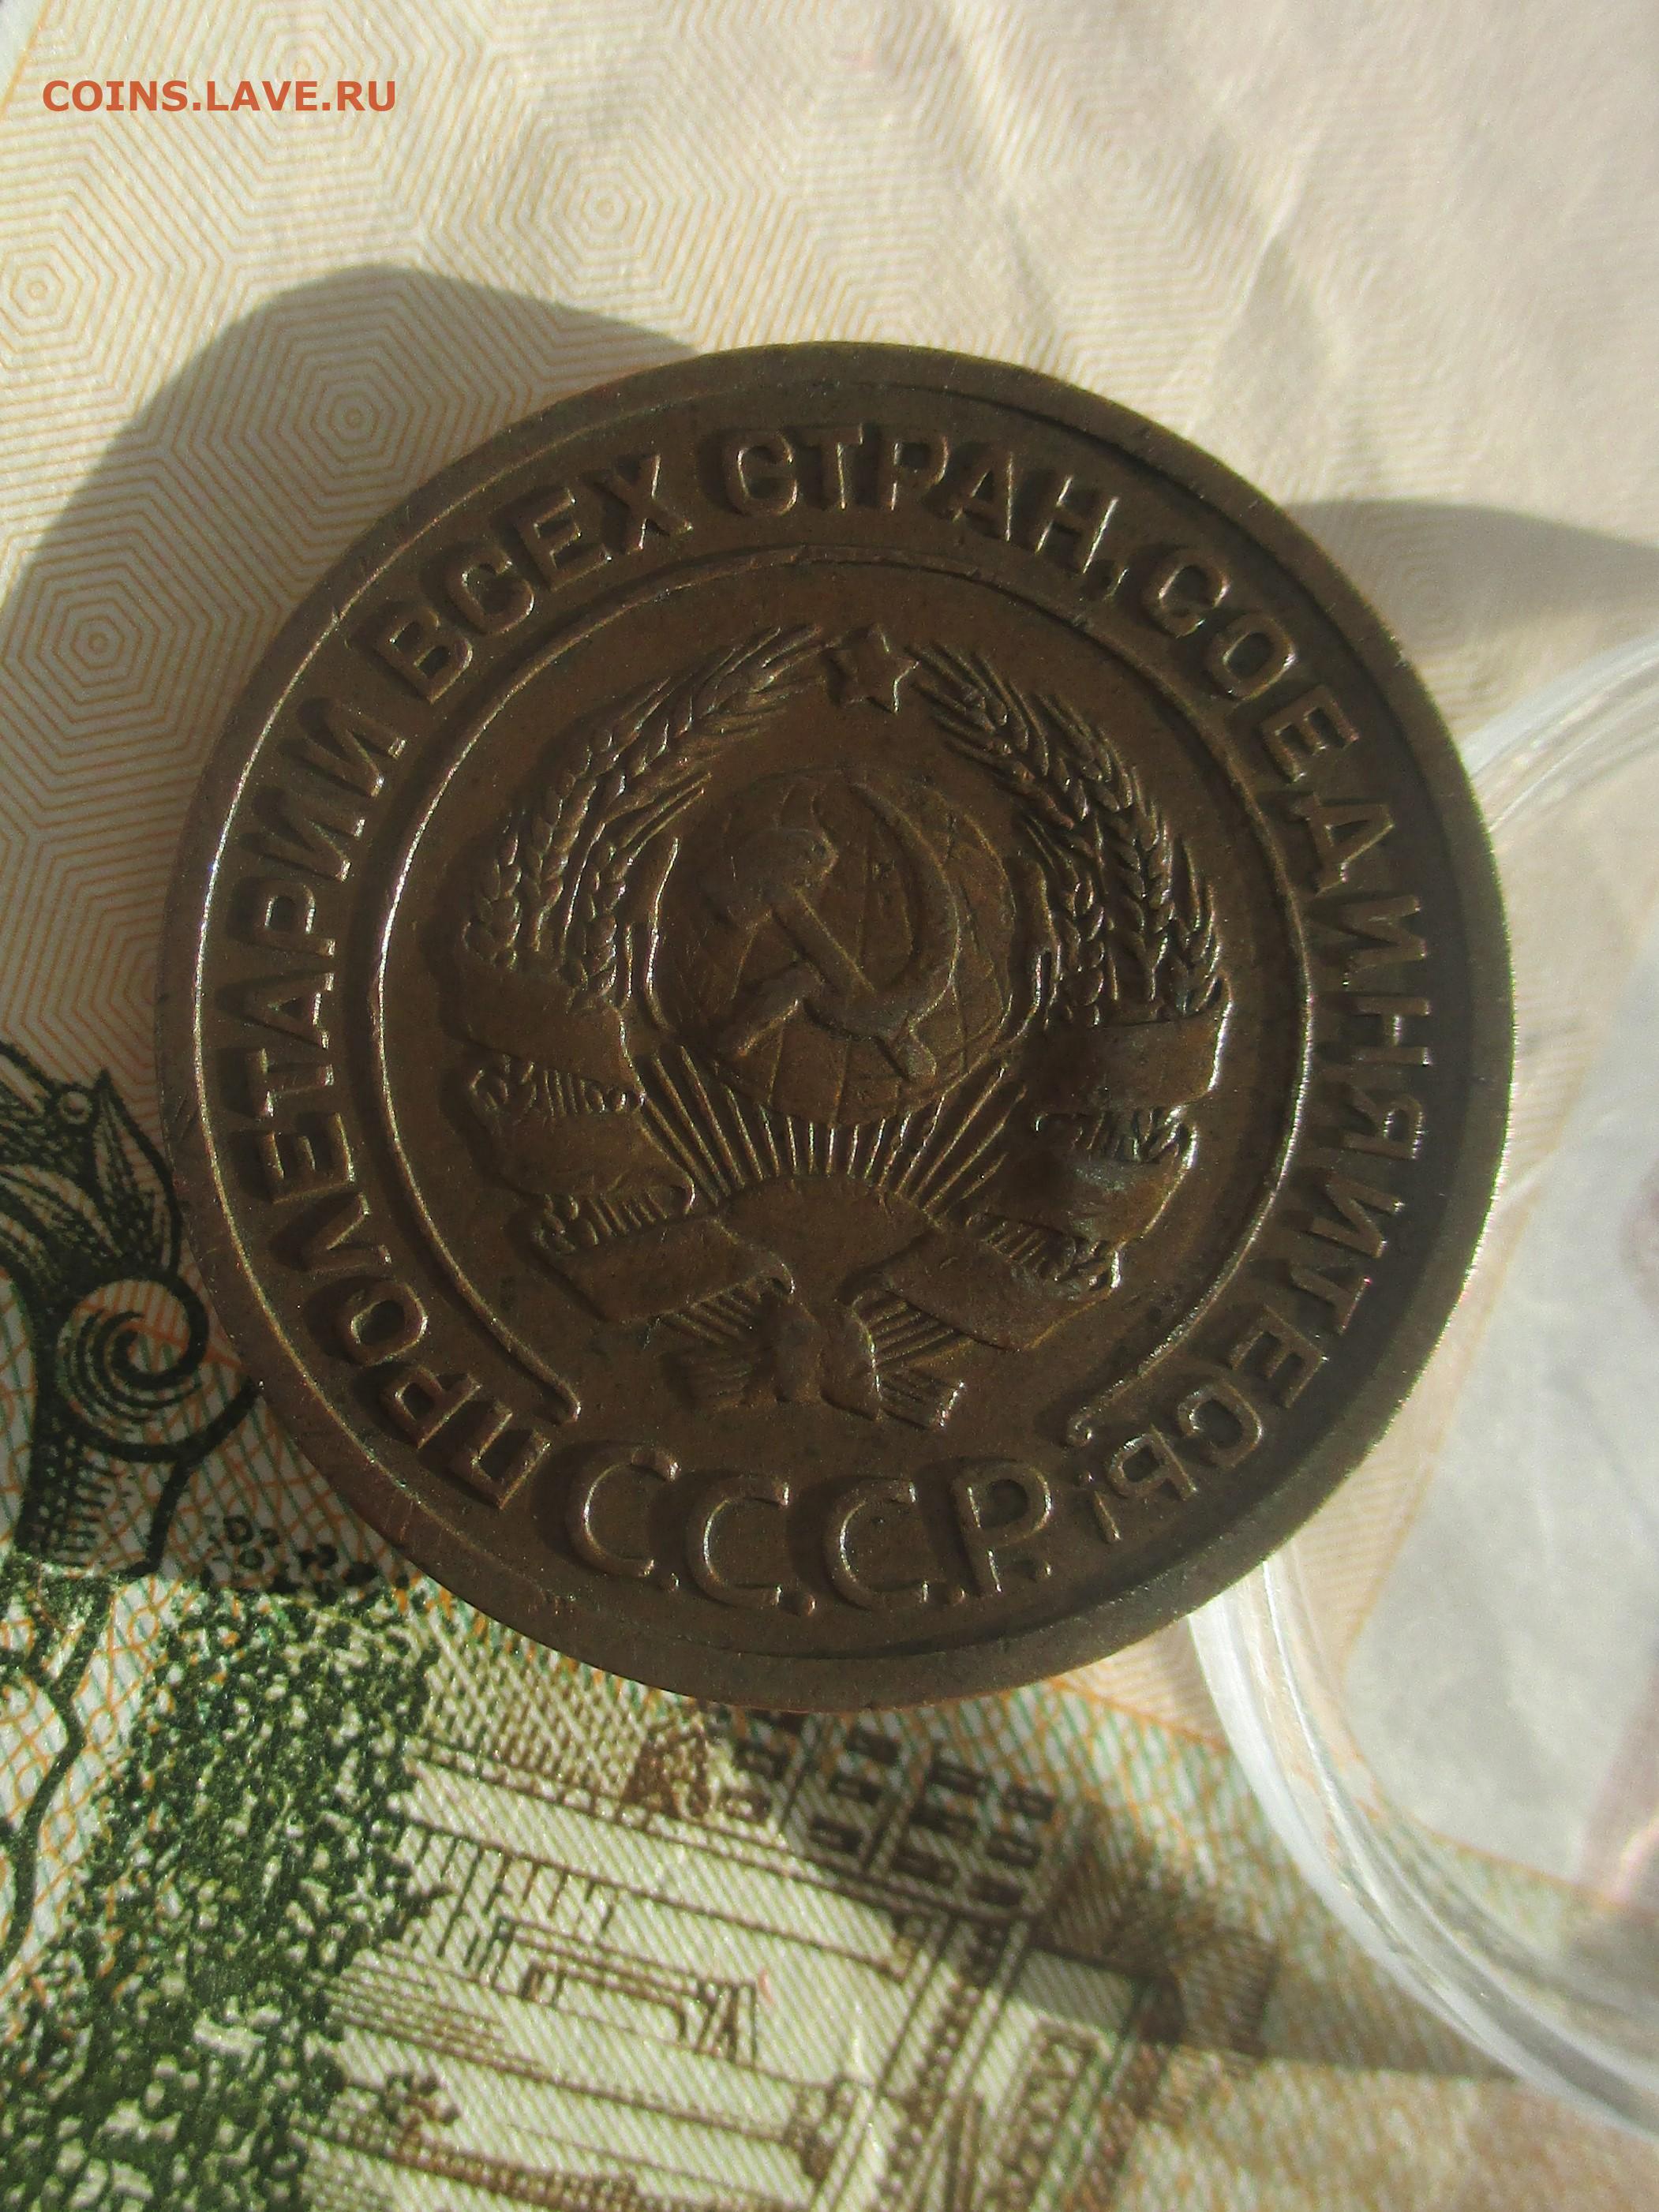 COINS.LAVE.RU
ПРОЛЕТАРИИ ВСЕХ СТРАН, СОЕДИНЯЙТЕСЬ!
С.С.С.Р.